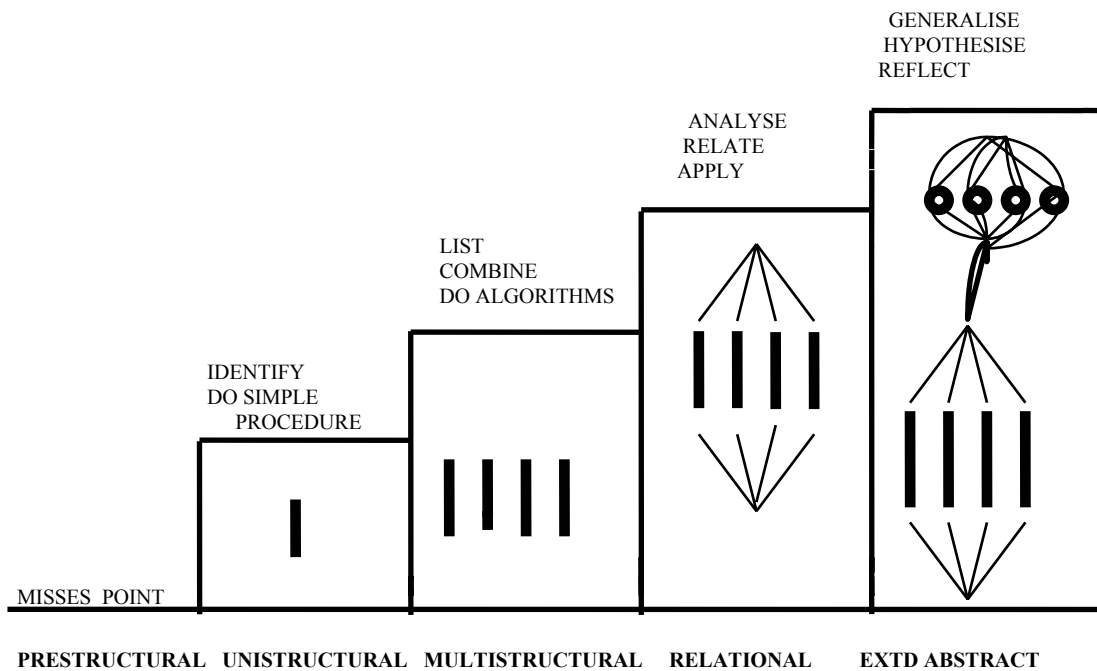 GENERALISE
HYPOTHESISE
REFLECT
ANALYSE
RELATE
APPLY
LIST
COMBINE
DO ALGORITHMS
IDENTIFY
DO SIMPLE
PROCEDURE
MISSES POINT
PRESTRUCTURAL UNISTRUCTURAL MULTISTRUCTURAL RELATIONAL EXTD ABSTRACT